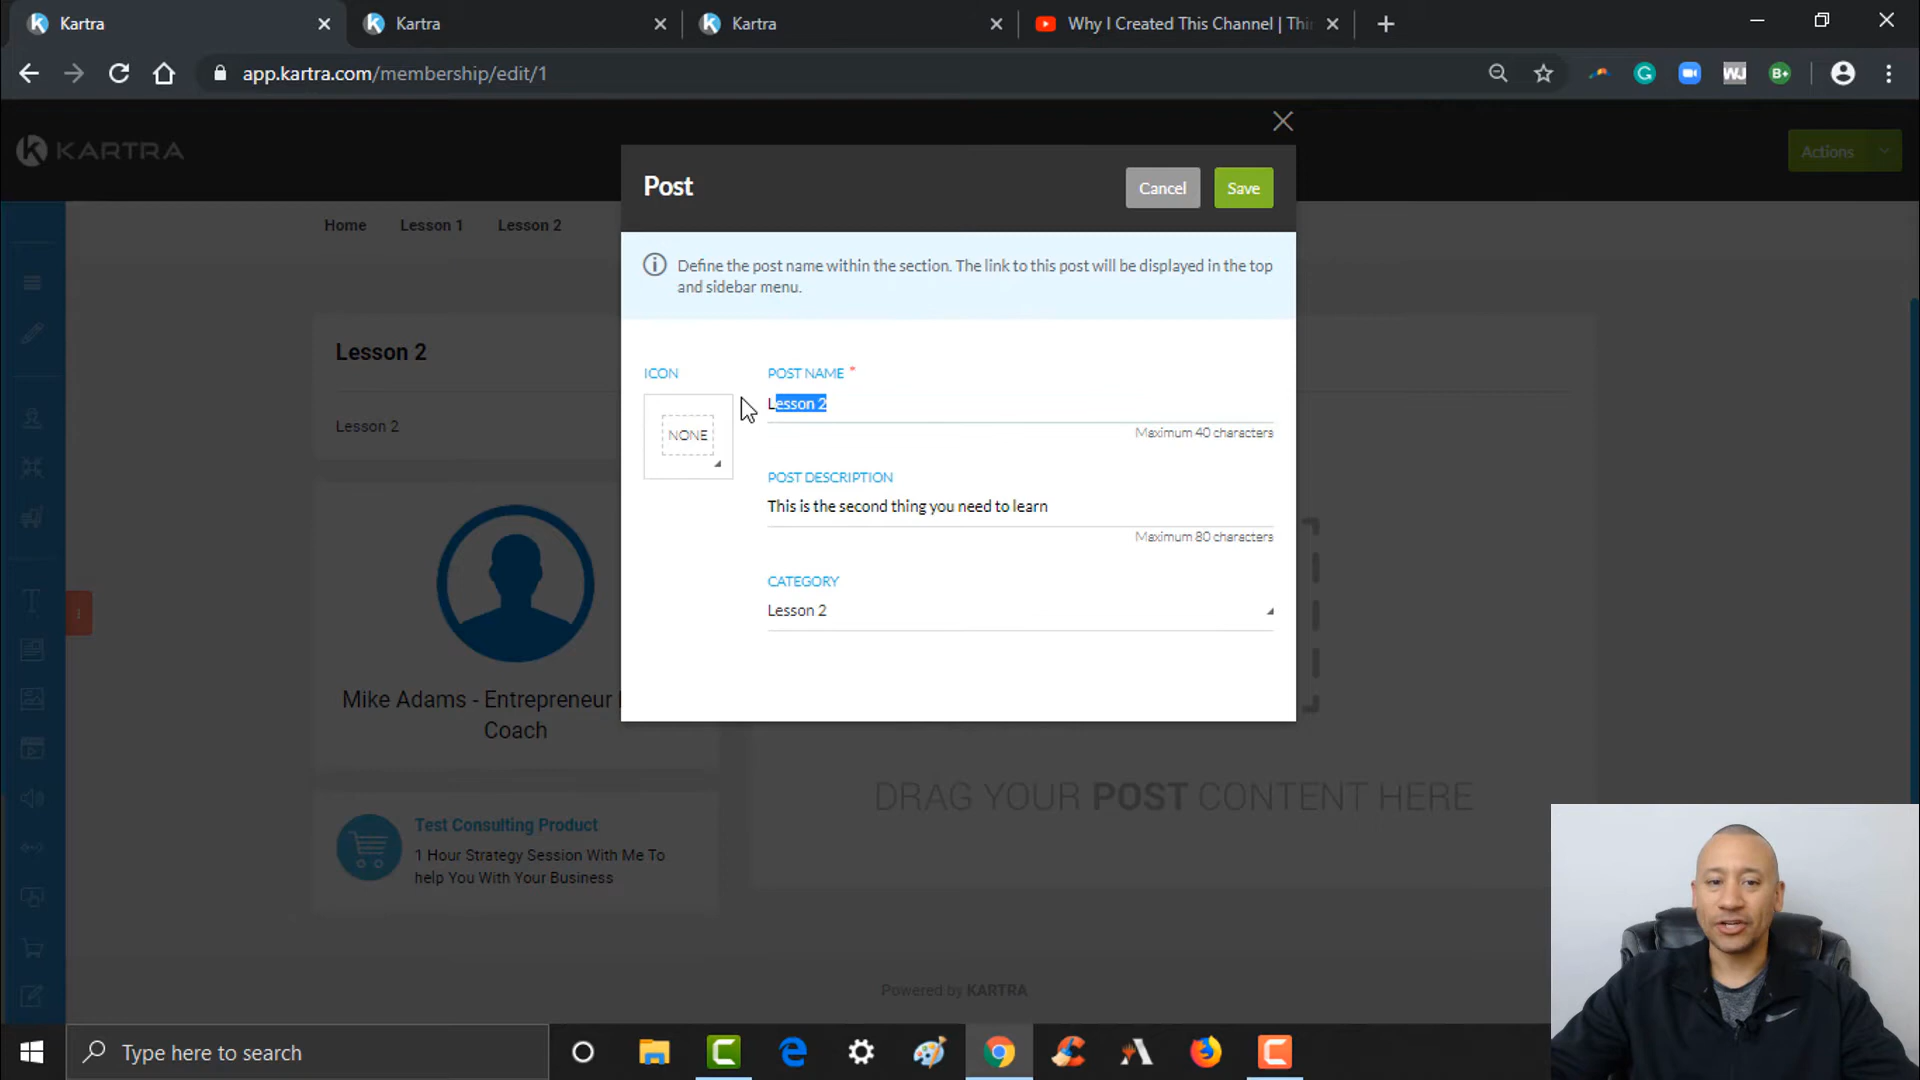 Kartra
Kartra
Kartra
Why I Created This Channel | Thi
app.kartra.com/membership/edit/1
KARTRA
Actions
Post
Cancel
Save
Home
Lesson 1
Lesson 2
Define the post name within the section. The link to this post will be displayed in the top
and sidebar menu.
Lesson 2
Lesson 2
ICON
NONE
POST NAME *
Lesson 2
Maximum 40 characters
POST DESCRIPTION
This is the second thing you need to learn
Maximum 80 characters
CATEGORY
Lesson 2
Mike Adams - Entrepreneur
Coach
Test Consulting Product
1 Hour Strategy Session With Me To
help You With Your Business
DRAG YOUR POST CONTENT HERE
Powered by KARTRA
Type here to search